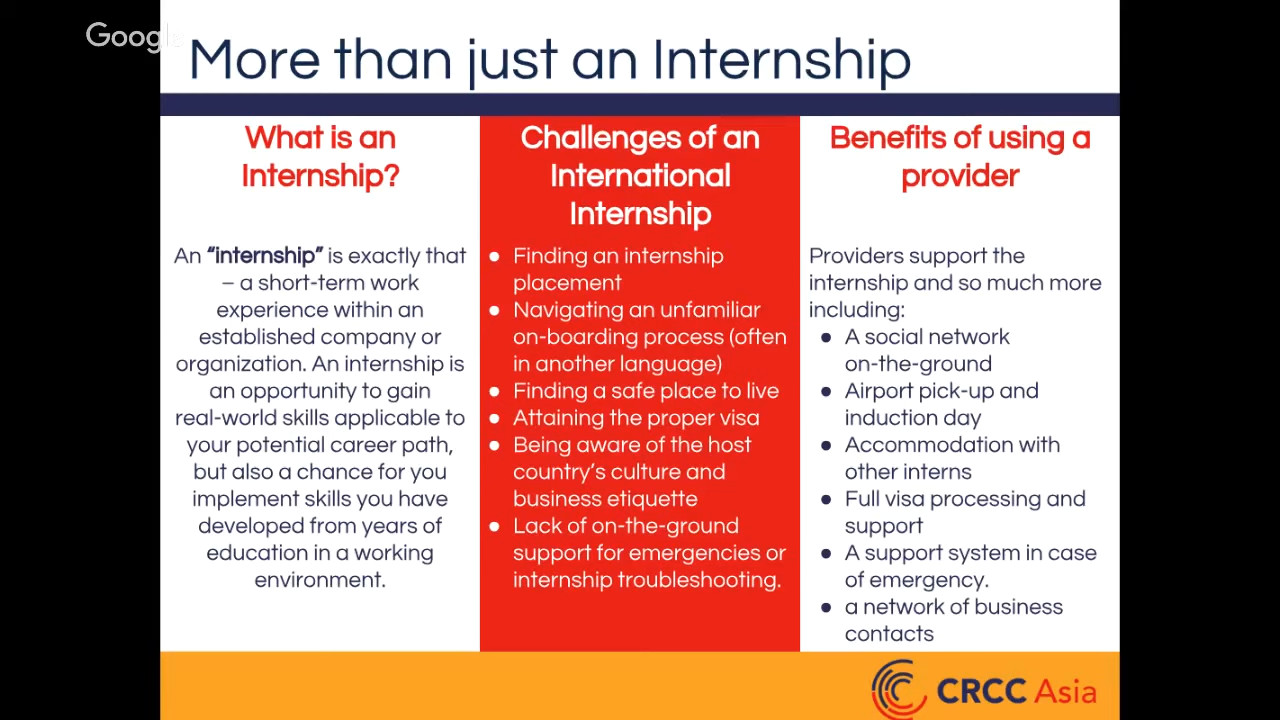 Google
More than just an Internship
What is an
Internship?
An “internship” is exactly that
– a short-term work
experience within an
established company or
organization. An internship is
an opportunity to gain
real-world skills applicable to
your potential career path,
but also a chance for you
implement skills you have
developed from years of
education in a working
environment.
Challenges of an
International
Internship
● Finding an internship
placement
● Navigating an unfamiliar
on-boarding process (often
in another language)
● Finding a safe place to live
● Attaining the proper visa
● Being aware of the host
country’s culture and
business etiquette
● Lack of on-the-ground
support for emergencies or
internship troubleshooting.
Benefits of using a
provider
Providers support the
internship and so much more
including:
● A social network
on-the-ground
● Airport pick-up and
induction day
● Accommodation with
other interns
● Full visa processing and
support
● A support system in case
of emergency.
● a network of business
contacts
CRCC Asia